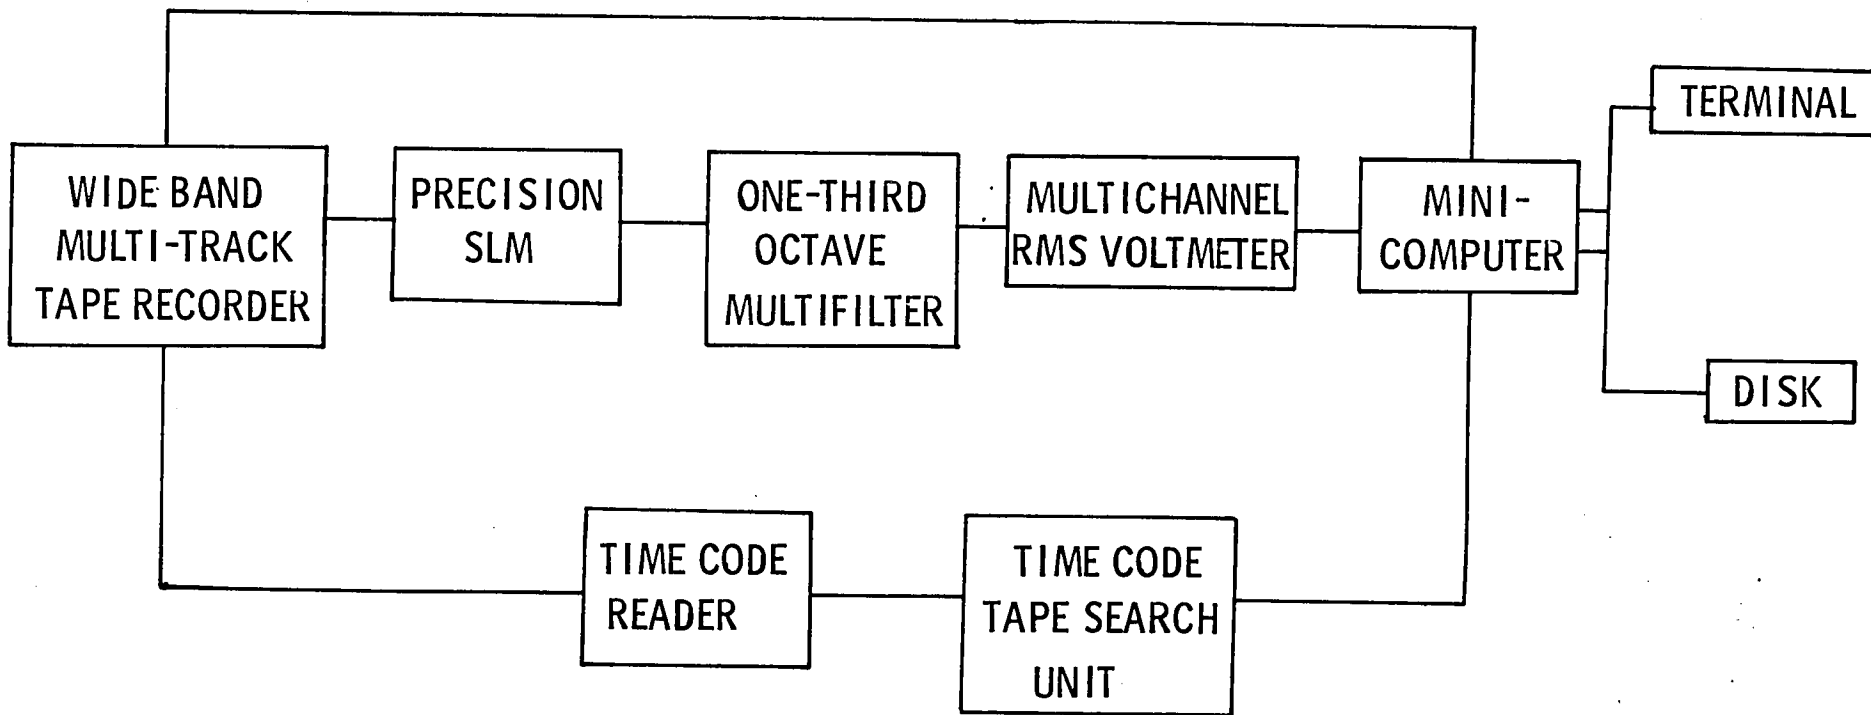 WIDE BAND
MULTI-TRACK
TAPE RECORDER
PRECISION
SLM
ONE-THIRD
OCTAVE
MULTIFILTER
MULTICHANNEL
RMS VOLTMETER
MINI-
COMPUTER
TERMINAL
DISK
TIME CODE
READER
TIME CODE
TAPE SEARCH
UNIT